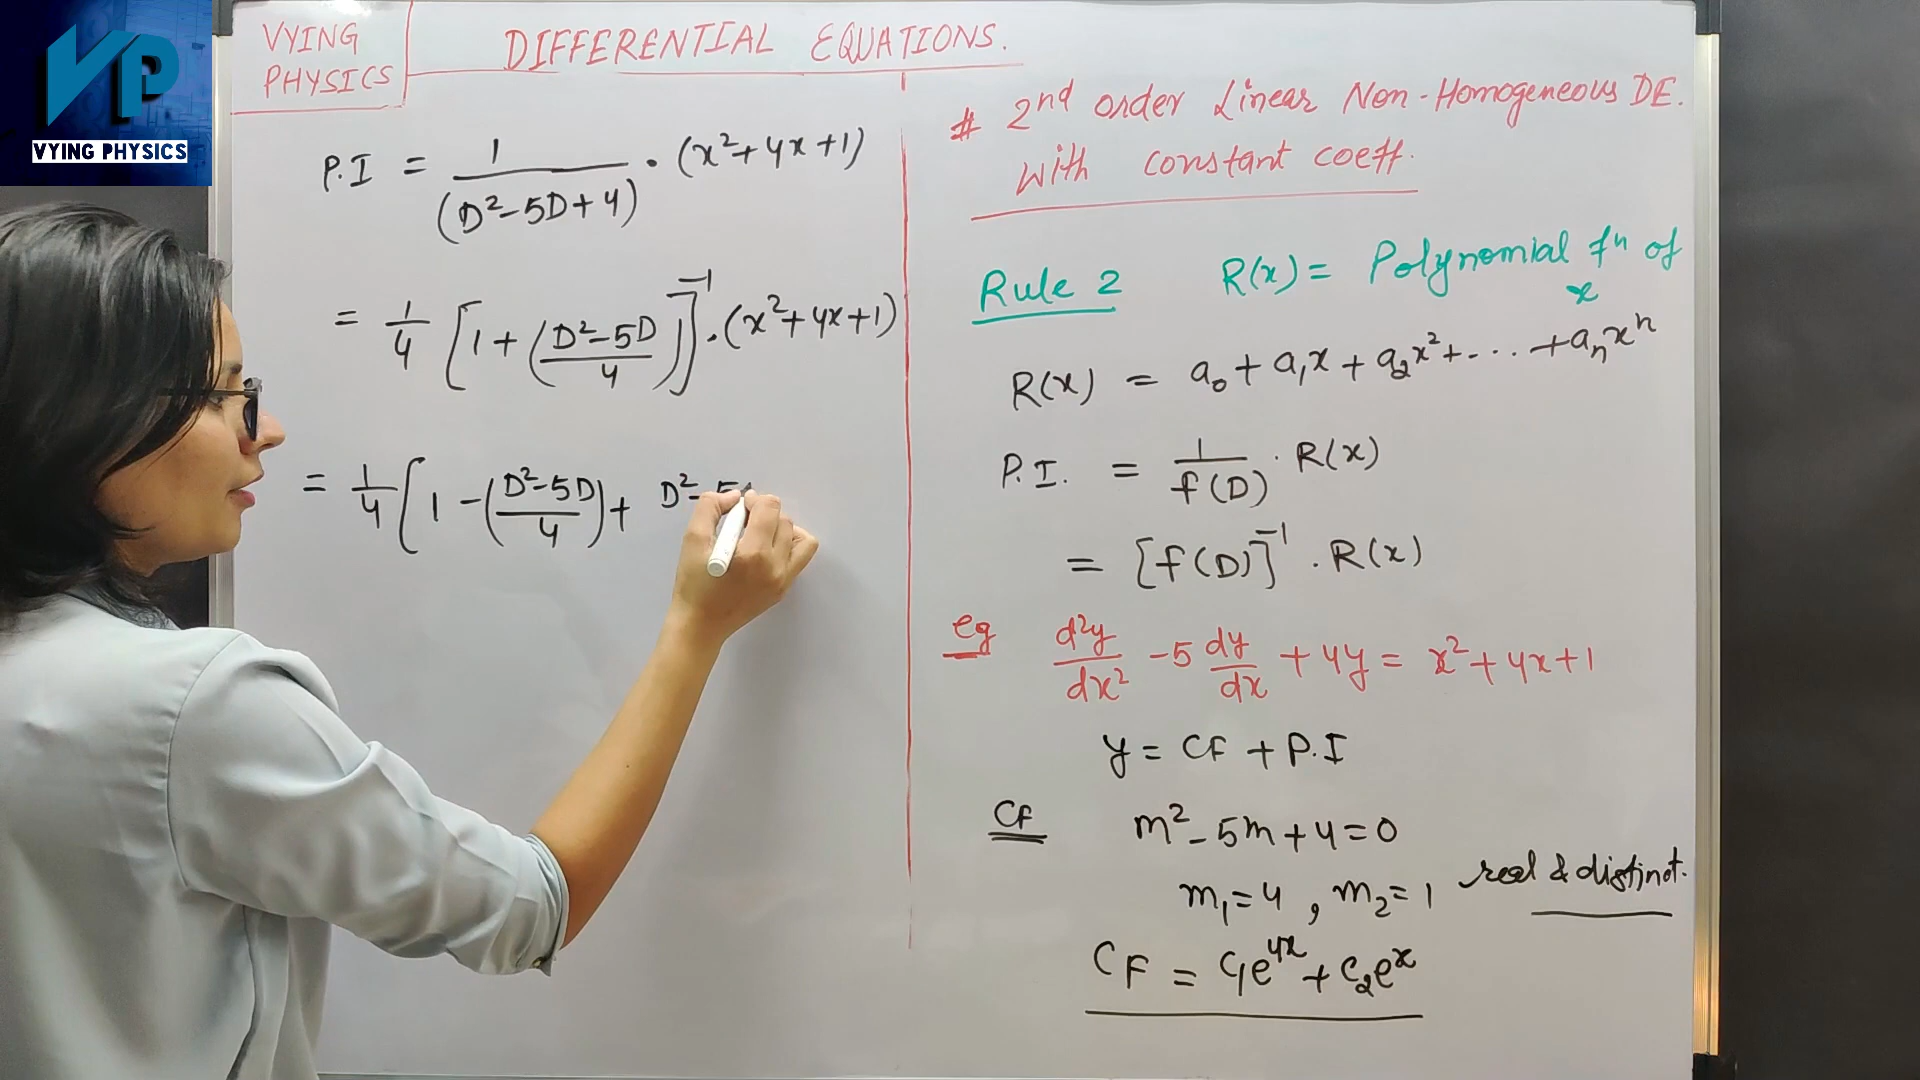 VP
VYING PHYSICS
VYING
PHYSICS
DIFFERENTIAL EQUATIONS.
P.I = 1/(D²-5D+4) · (x²+4x+1)
= 1/4 [1+((D²-5D)/4)]⁻¹ · (x²+4x+1)
= 1/4 [1-((D²-5D)/4)+ D²-5
# 2nd order Linear Non-Homogeneous DE.
with constant coeff.
Rule 2 R(x) = Polynomial fⁿ of
x
R(x) = a₀ + a₁x + a₂x² + ... + aₙxⁿ
P.I. = 1/f(D) · R(x)
= [f(D)]⁻¹ . R(x)
eg d²y/dx² - 5 dy/dx + 4y = x² + 4x + 1
y = CF + P.I
CF m² - 5m + 4 = 0
m₁ = 4 , m₂ = 1 real & distinct.
CF = C₁e⁴ˣ + C₂eˣ